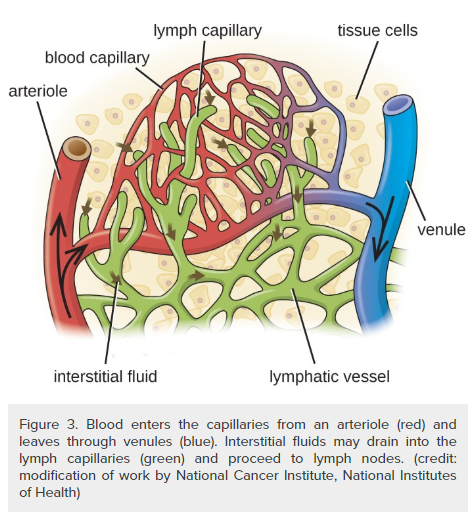 lymph capillary
tissue cells
blood capillary
arteriole
venule
interstitial fluid
lymphatic vessel
Figure 3. Blood enters the capillaries from an arteriole (red) and
leaves through venules (blue). Interstitial fluids may drain into the
lymph capillaries (green) and proceed to lymph nodes. (credit:
modification of work by National Cancer Institute, National Institutes
of Health)